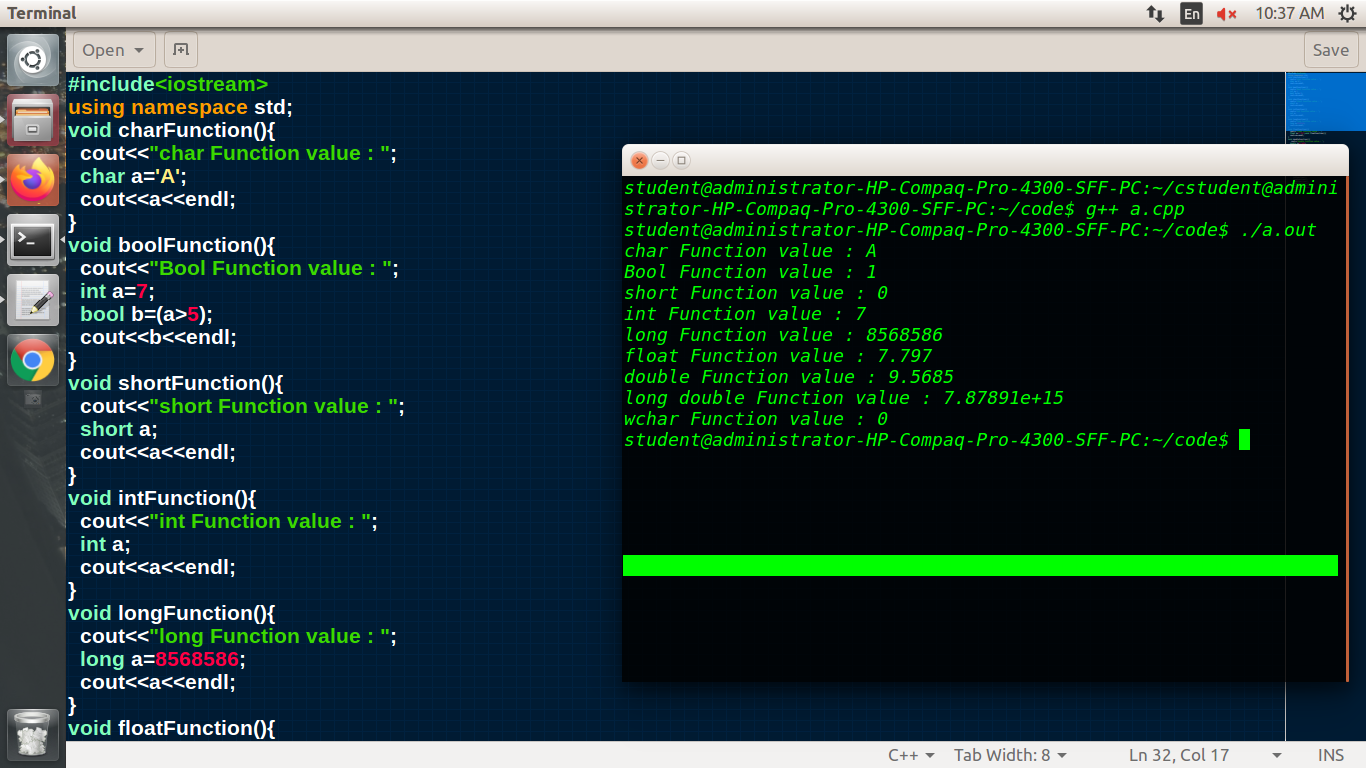 Terminal
En
10:37 AM
Open
Save
#include<iostream>
using namespace std;
void charFunction(){
  cout<<"char Function value : ";
  char a='A';
  cout<<a<<endl;
}
void boolFunction(){
  cout<<"Bool Function value : ";
  int a=7;
  bool b=(a>5);
  cout<<b<<endl;
}
void shortFunction(){
  cout<<"short Function value : ";
  short a;
  cout<<a<<endl;
}
void intFunction(){
  cout<<"int Function value : ";
  int a;
  cout<<a<<endl;
}
void longFunction(){
  cout<<"long Function value : ";
  long a=8568586;
  cout<<a<<endl;
}
void floatFunction(){
student@administrator-HP-Compaq-Pro-4300-SFF-PC:~/cstudent@admini
strator-HP-Compaq-Pro-4300-SFF-PC:~/code$ g++ a.cpp
student@administrator-HP-Compaq-Pro-4300-SFF-PC:~/code$ ./a.out
char Function value : A
Bool Function value : 1
short Function value : 0
int Function value : 7
long Function value : 8568586
float Function value : 7.797
double Function value : 9.5685
long double Function value : 7.87891e+15
wchar Function value : 0
student@administrator-HP-Compaq-Pro-4300-SFF-PC:~/code$
C++
Tab Width: 8
Ln 32, Col 17
INS